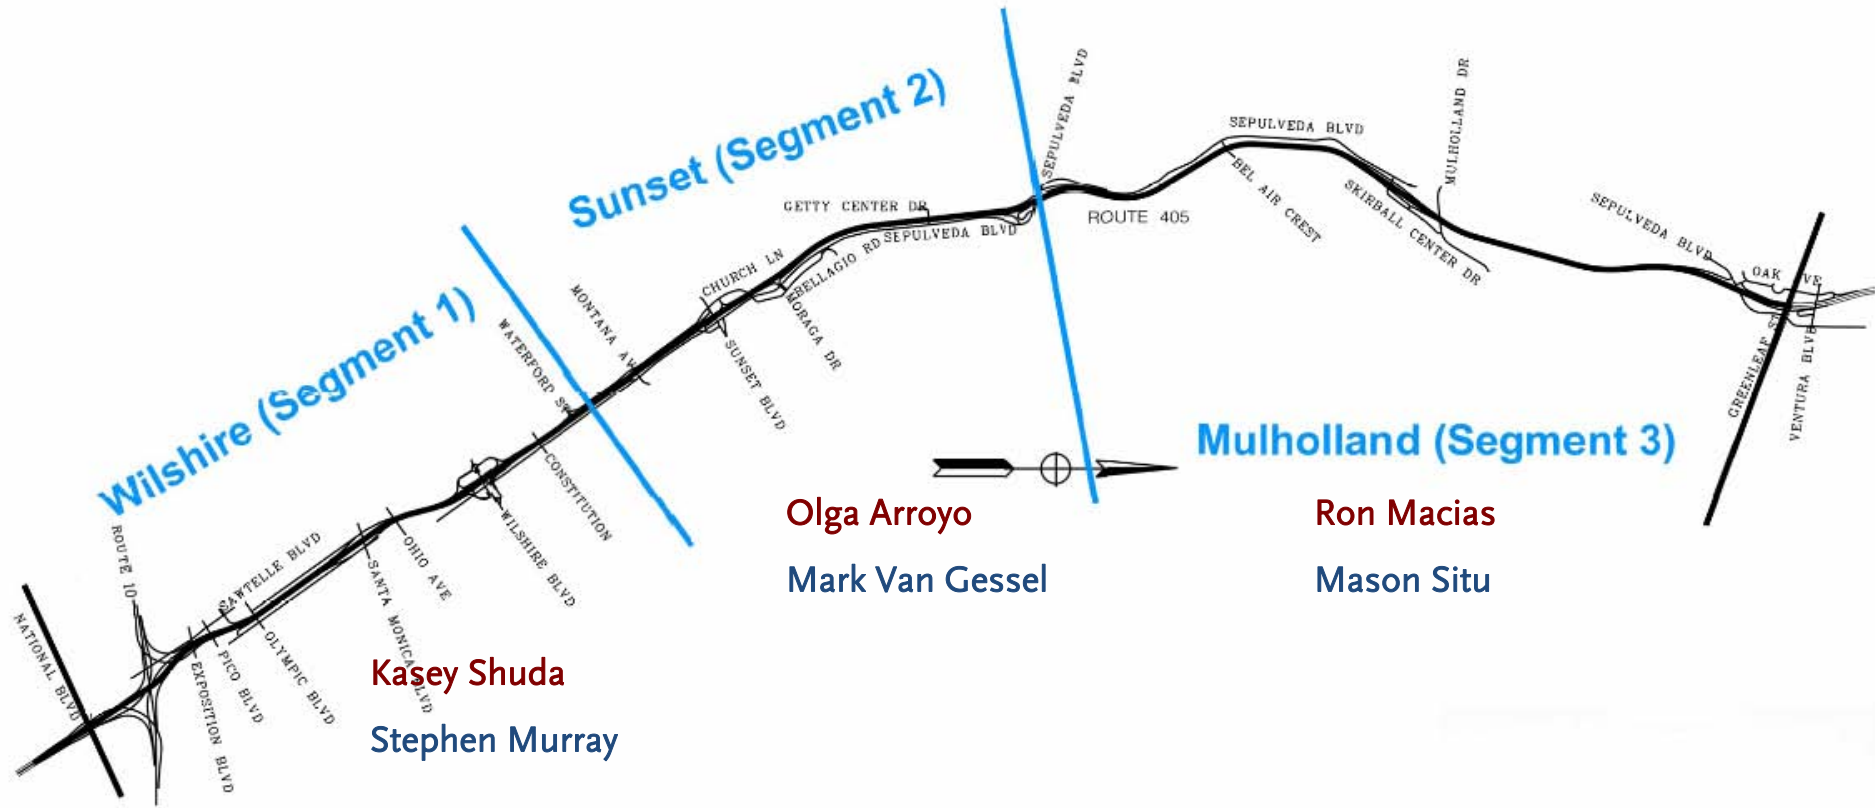 Wilshire (Segment 1)
Sunset (Segment 2)
Mulholland (Segment 3)
NATIONAL BLVD
ROUTE 10
EXPOSITION BLVD
PICO BLVD
SAWTELLE BLVD
OLYMPIC BLVD
SANTA MONICA BLVD
OHIO AVE
WILSHIRE BLVD
CONSTITUTION
WATERFORD ST
MONTANA AV
CHURCH LN
SUNSET BLVD
MORAGA DR
BELLAGIO RD
GETTY CENTER DR
SEPULVEDA BLVD
SEPULVEDA BLVD
ROUTE 405
SEPULVEDA BLVD
BEL AIR CREST
SKIRBALL CENTER DR
MULHOLLAND DR
SEPULVEDA BLVD
OAK VE
GREENLEAF ST
VENTURA BLVD
Olga Arroyo
Mark Van Gessel
Ron Macias
Mason Situ
Kasey Shuda
Stephen Murray